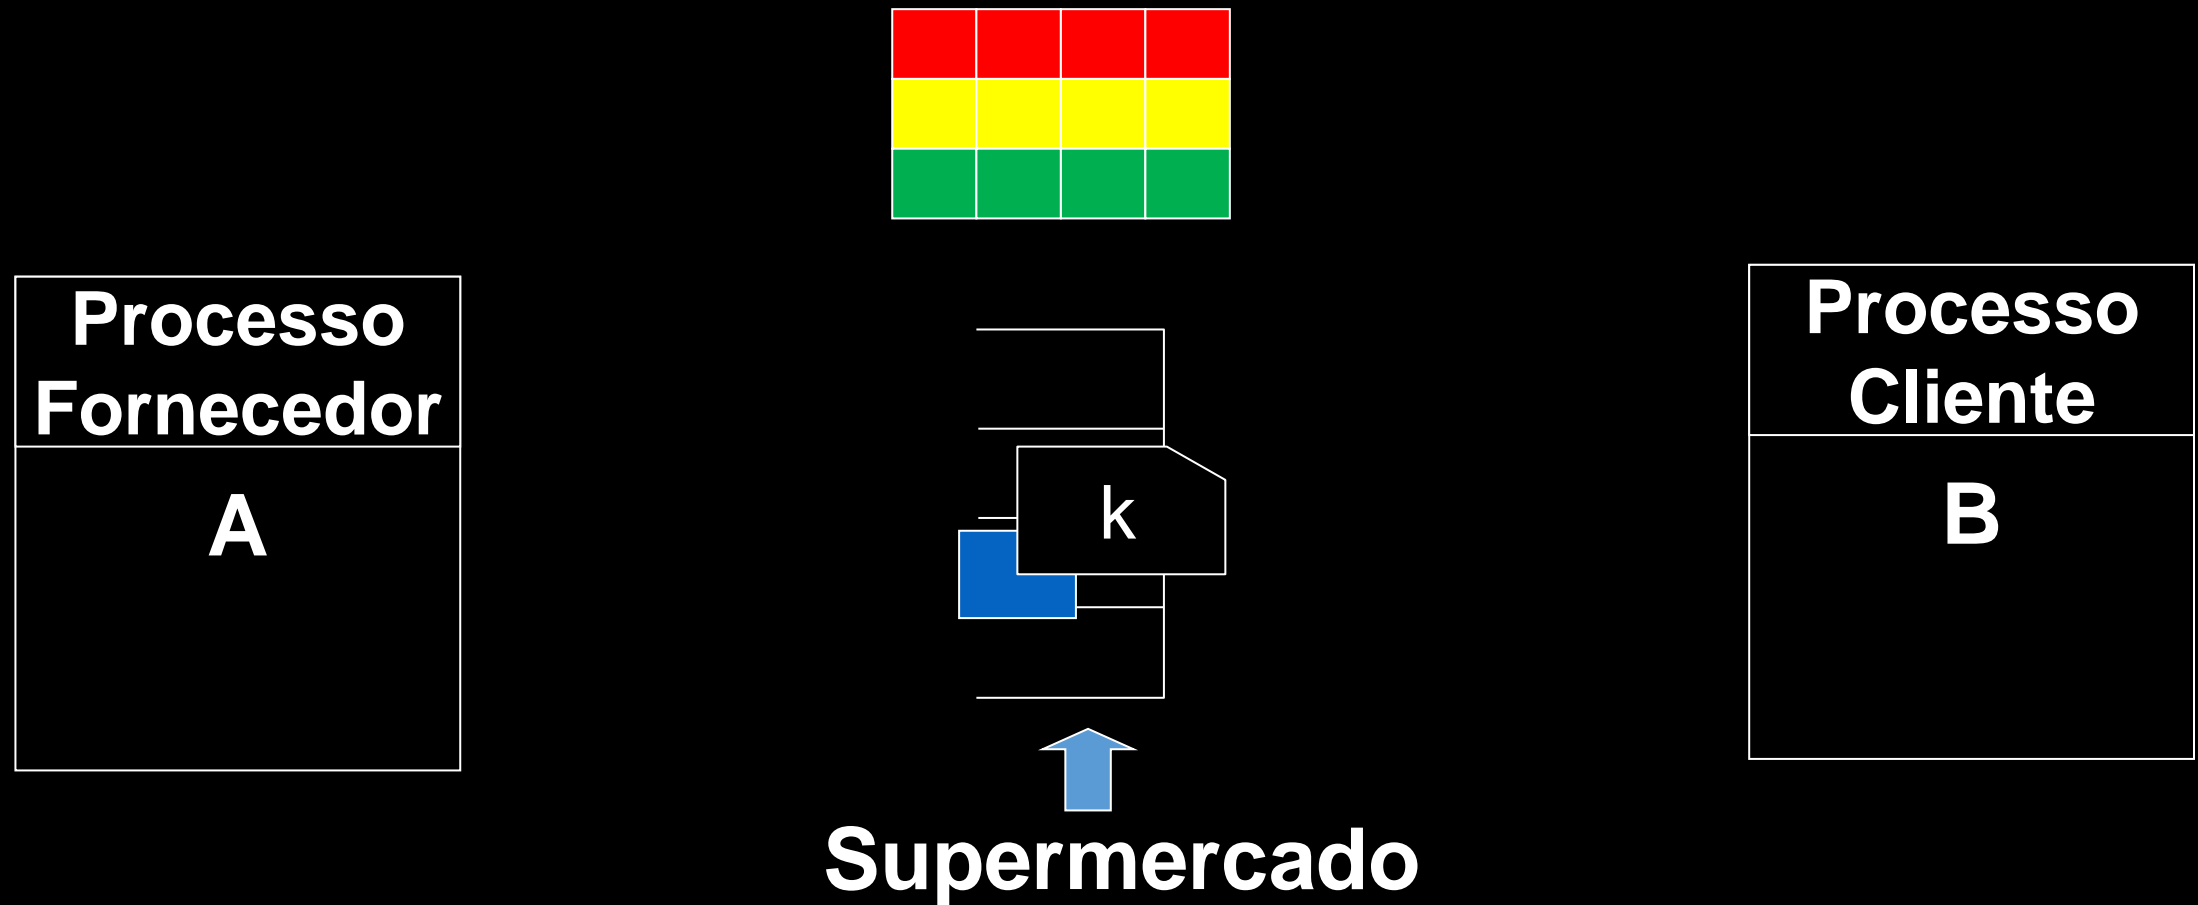 Processo
Fornecedor
A
k
Supermercado
Processo
Cliente
B